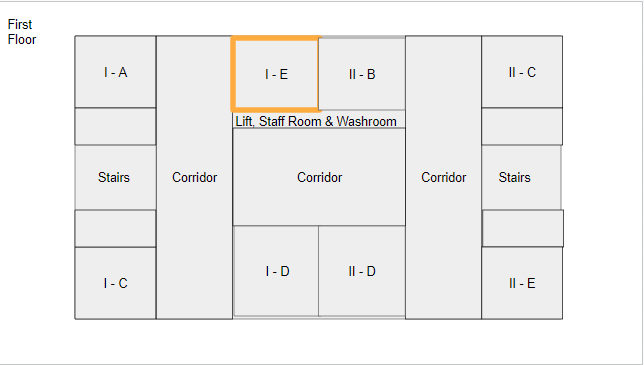 First
Floor
I - A
I - E
II - B
II - C
Lift, Staff Room & Washroom
Stairs
Corridor
Corridor
Corridor
Stairs
I - C
I - D
II - D
II - E